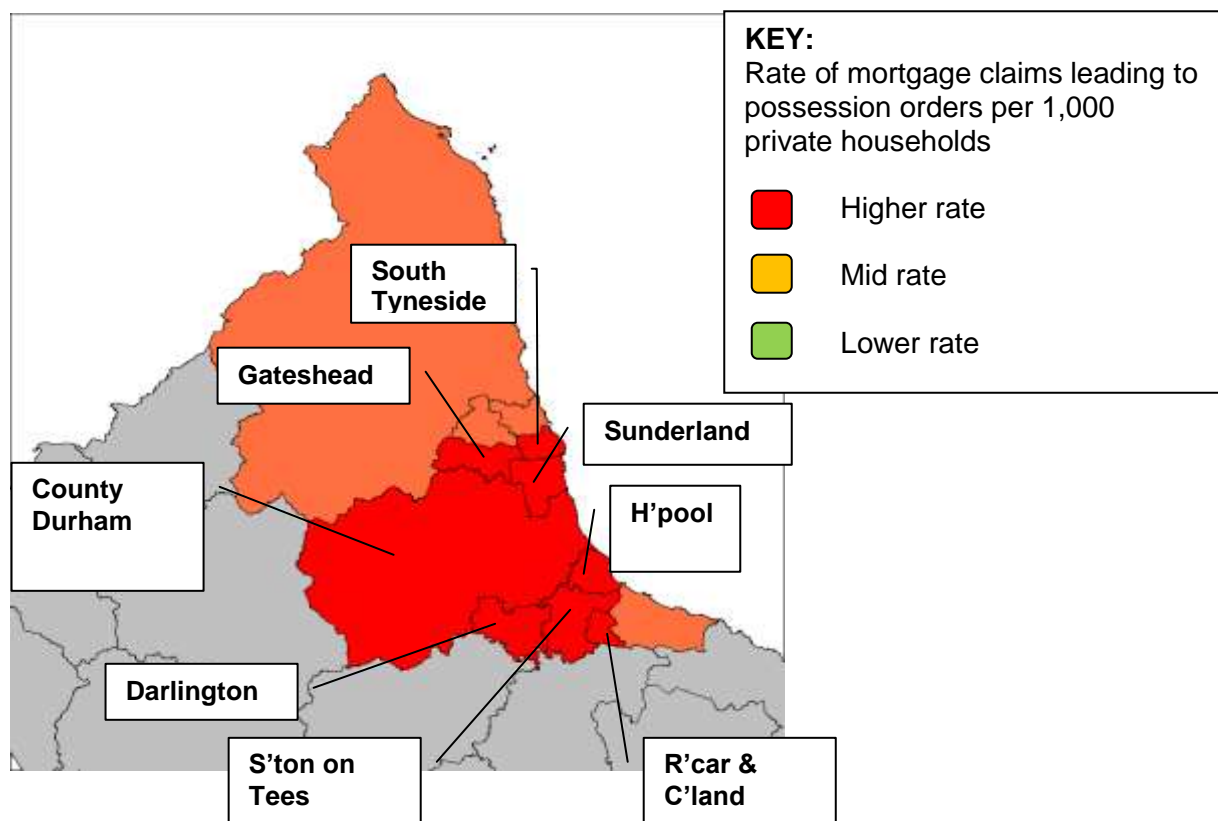 KEY:
Rate of mortgage claims leading to
possession orders per 1,000
private households
Higher rate
Mid rate
Lower rate
South
Tyneside
Gateshead
Sunderland
County
Durham
H’pool
Darlington
S’ton on
Tees
R’car &
C’land